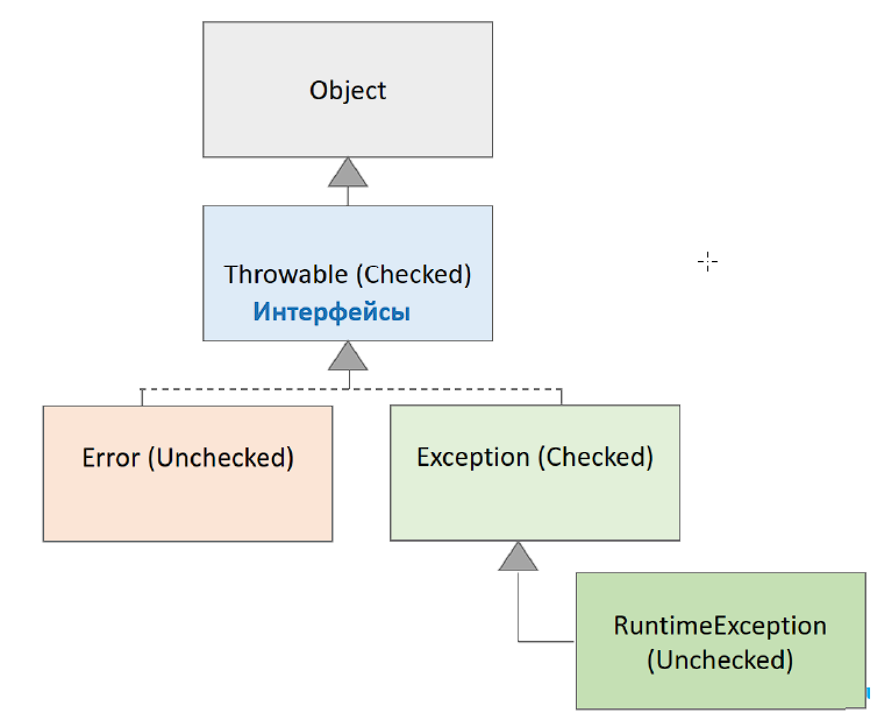 Object
Throwable (Checked)
Интерфейсы
Error (Unchecked)
Exception (Checked)
RuntimeException
(Unchecked)